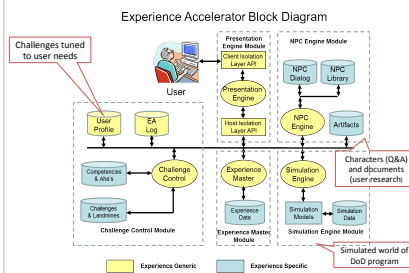 Experience Accelerator Block Diagram
Challenges tuned
to user needs
Presentation
Engine Module
NPC Engine Module
Client Isolation
Layer API
NPC
Dialog
NPC
Library
User
Presentation
Engine
User
Profile
EA
Log
Host Isolation
Layer API
NPC
Engine
Artifacts
Competencies
& Aha's
Challenge
Control
Experience
Master
Simulation
Engine
Characters (Q&A)
and documents
(user research)
Challenges
& Landmines
Experience
Data
Simulation
Models
Simulation
Data
Challenge Control Module
Experience Master
Module
Simulation Engine Module
Simulated world of
DoD program
Experience Generic
Experience Specific